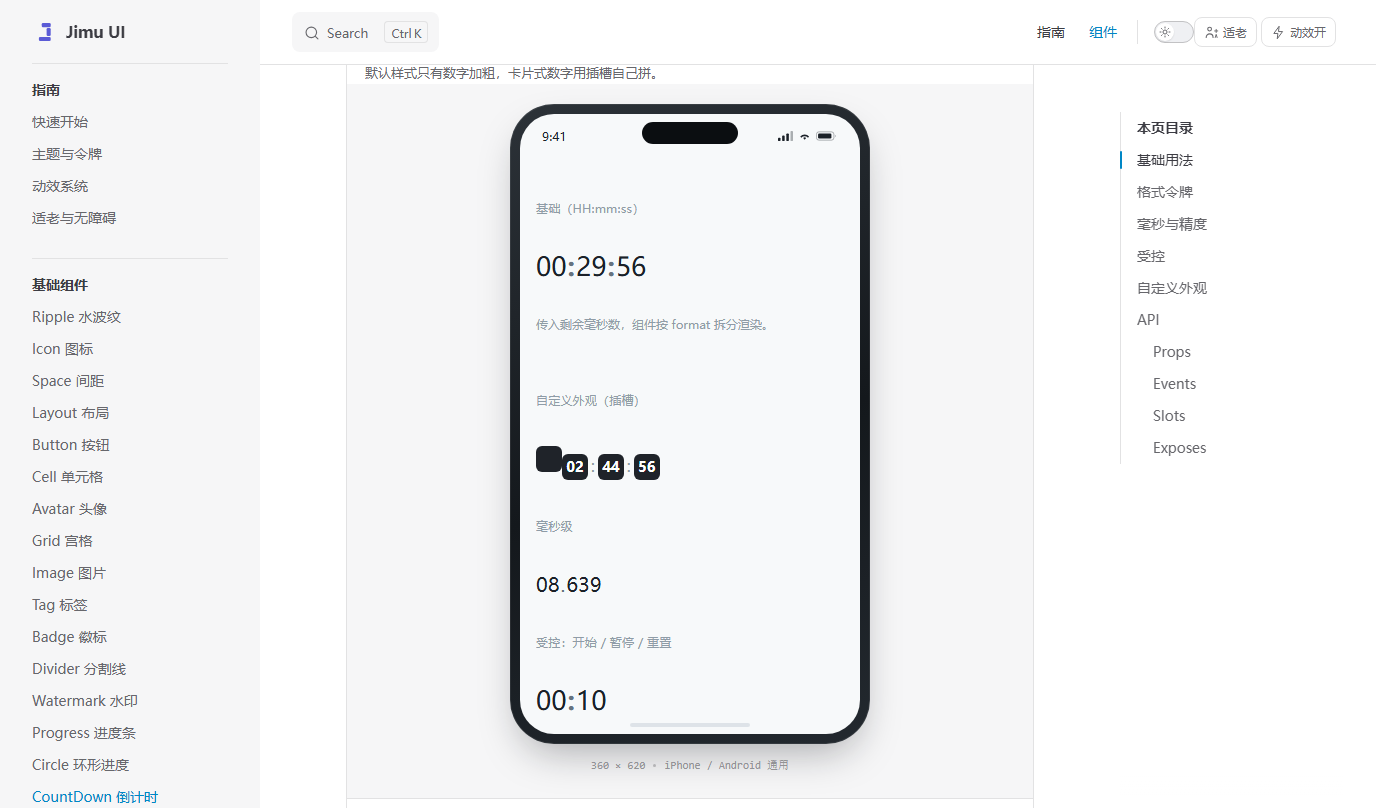 Jimu UI
Search
Ctrl K
指南
组件
适老
动效开
指南
快速开始
主题与令牌
动效系统
适老与无障碍
基础组件
Ripple 水波纹
Icon 图标
Space 间距
Layout 布局
Button 按钮
Cell 单元格
Avatar 头像
Grid 宫格
Image 图片
Tag 标签
Badge 徽标
Divider 分割线
Watermark 水印
Progress 进度条
Circle 环形进度
CountDown 倒计时
默认样式只有数字加粗，卡片式数字用插槽自己拼。
9:41
基础（HH:mm:ss）
00:29:56
传入剩余毫秒数，组件按 format 拆分渲染。
自定义外观（插槽）
02 : 44 : 56
毫秒级
08.639
受控：开始 / 暂停 / 重置
00:10
360 × 620 · iPhone / Android 通用
本页目录
基础用法
格式令牌
毫秒与精度
受控
自定义外观
API
Props
Events
Slots
Exposes